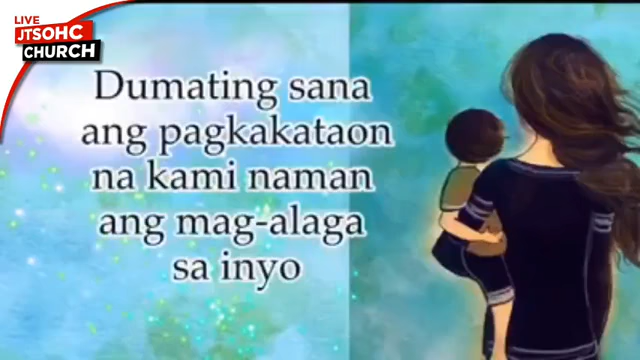 LIVE
JTSOHC
CHURCH
Dumating sana
ang pagkakataon
na kami naman
ang mag-alaga
sa inyo